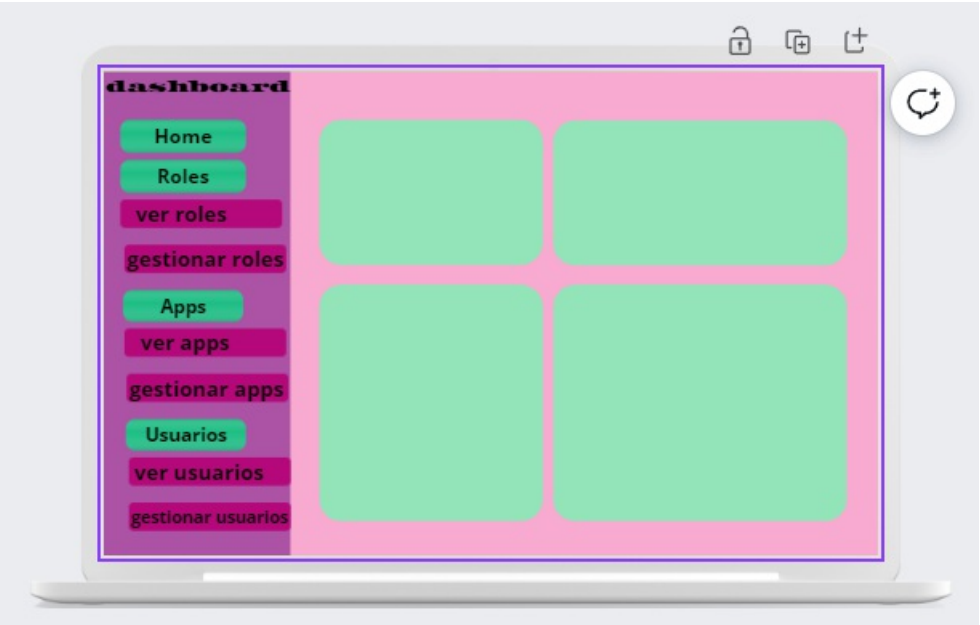 dashboard
Home
Roles
ver roles
gestionar roles
Apps
ver apps
gestionar apps
Usuarios
ver usuarios
gestionar usuarios